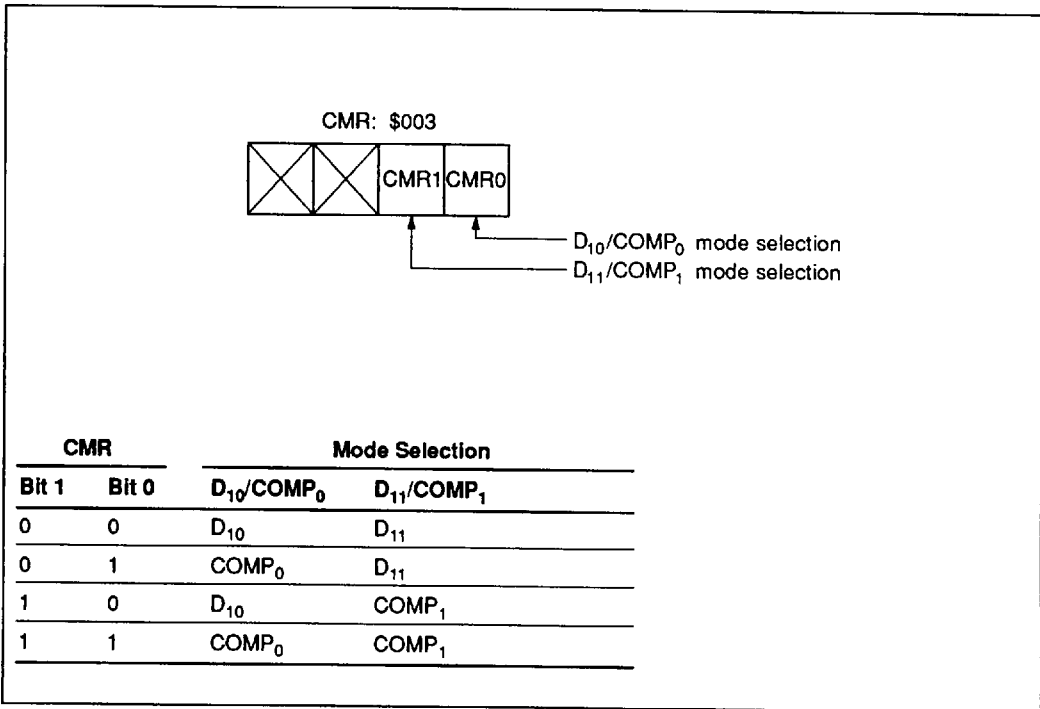 CMR: $003
CMR1 CMR0
D₁₀/COMP₀ mode selection
D₁₁/COMP₁ mode selection
CMR Mode Selection
Bit 1 Bit 0 D₁₀/COMP₀ D₁₁/COMP₁
0 0 D₁₀ D₁₁
0 1 COMP₀ D₁₁
1 0 D₁₀ COMP₁
1 1 COMP₀ COMP₁